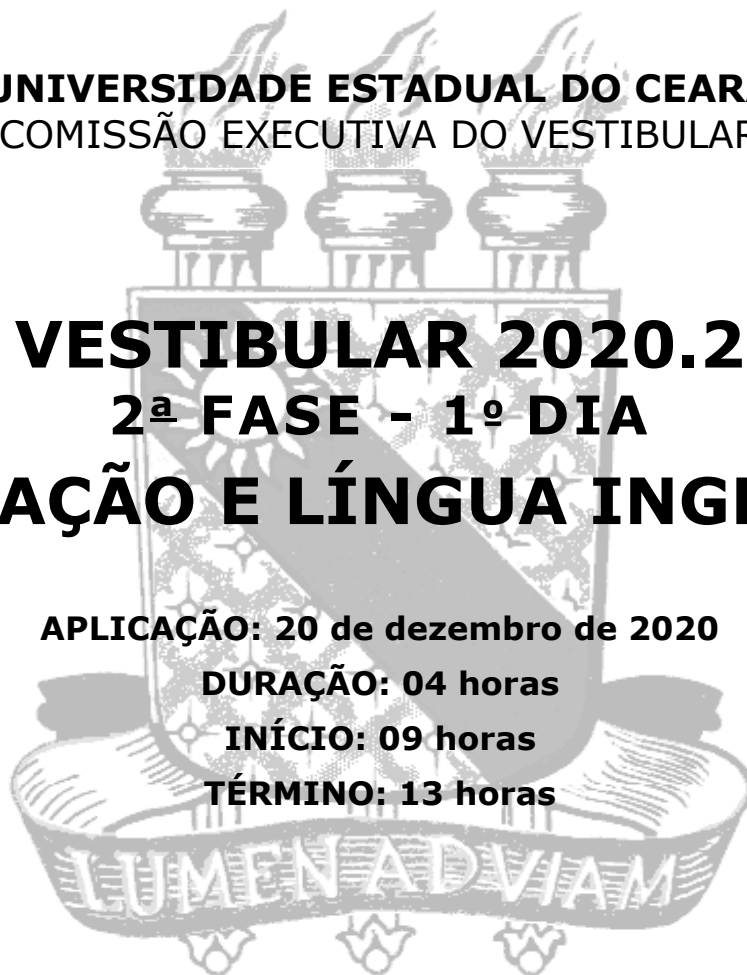 UNIVERSIDADE ESTADUAL DO CEARÁ
COMISSÃO EXECUTIVA DO VESTIBULAR
VESTIBULAR 2020.2
2ª FASE - 1º DIA
AÇÃO E LÍNGUA INGL
APLICAÇÃO: 20 de dezembro de 2020
DURAÇÃO: 04 horas
INÍCIO: 09 horas
TÉRMINO: 13 horas
LUMEN AD VIAM